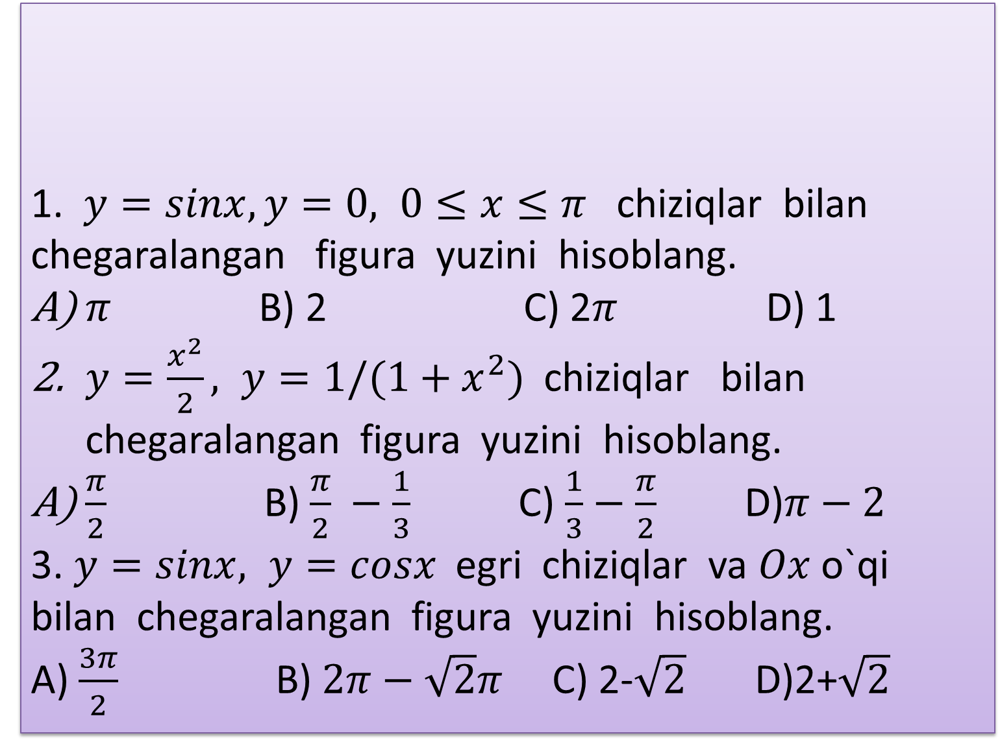 1. y = sinx, y = 0, 0 ≤ x ≤ π chiziqlar bilan
chegaralangan figura yuzini hisoblang.
A) π B) 2 C) 2π D) 1
2. y = x²/2, y = 1/(1 + x²) chiziqlar bilan
chegaralangan figura yuzini hisoblang.
A) π/2 B) π/2 − 1/3 C) 1/3 − π/2 D)π − 2
3. y = sinx, y = cosx egri chiziqlar va Ox o`qi
bilan chegaralangan figura yuzini hisoblang.
A) 3π/2 B) 2π − √2π C) 2-√2 D)2+√2